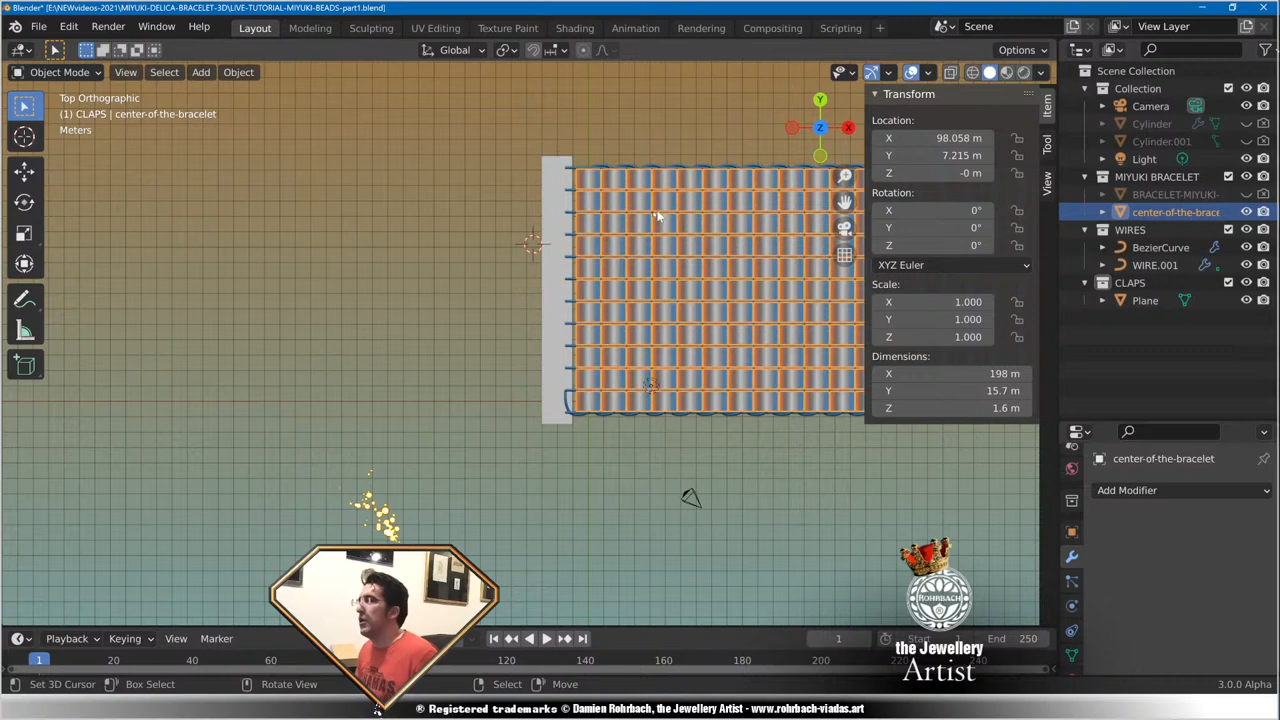 Blender* [E:\NEWvideos-2021\MIYUKI-DELICA-BRACELET-3D\LIVE-TUTORIAL-MIYUKI-BEADS-part1.blend]
File Edit Render Window Help Layout Modeling Sculpting UV Editing Texture Paint Shading Animation Rendering Compositing Scripting + Scene View Layer
Global Options
Object Mode View Select Add Object
Top Orthographic
(1) CLAPS | center-of-the-bracelet
Meters
Y
Z
X
Transform
Location:
X 98.058 m
Y 7.215 m
Z -0 m
Rotation:
X 0°
Y 0°
Z 0°
XYZ Euler
Scale:
X 1.000
Y 1.000
Z 1.000
Dimensions:
X 198 m
Y 15.7 m
Z 1.6 m
Item
Tool
View
Scene Collection
Collection
Camera
Cylinder
Cylinder.001
Light
MIYUKI BRACELET
BRACELET-MIYUKI-
center-of-the-brace
WIRES
BezierCurve
WIRE.001
CLAPS
Plane
center-of-the-bracelet
Add Modifier
ROHRBACH
the Jewellery
Artist
Playback Keying View Marker 1 Start End 250
1 20 40 60 120 140 160 180 200 220 240
Set 3D Cursor Box Select Rotate View Select Move 3.0.0 Alpha
® Registered trademarks © Damien Rohrbach, the Jewellery Artist - www.rohrbach-viadas.art